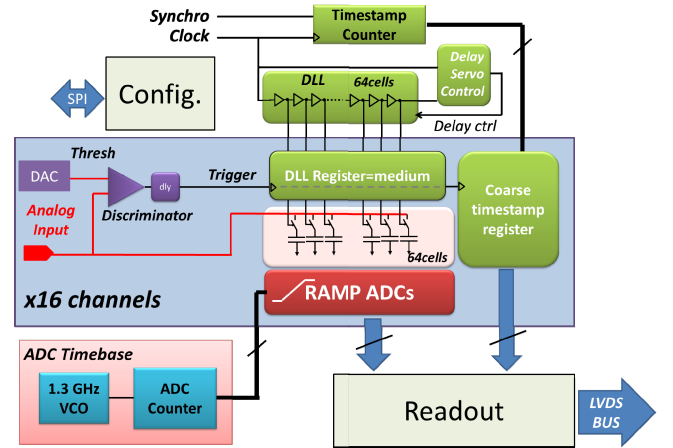 Synchro
Clock
Timestamp
Counter
DLL
64cells
Delay
Servo
Control
Delay ctrl
SPI
Config.
Thresh
DAC
dly
Trigger
Discriminator
Analog
Input
DLL Register=medium
Coarse
timestamp
register
64cells
x16 channels
RAMP ADCs
ADC Timebase
1.3 GHz
VCO
ADC
Counter
Readout
LVDS
BUS